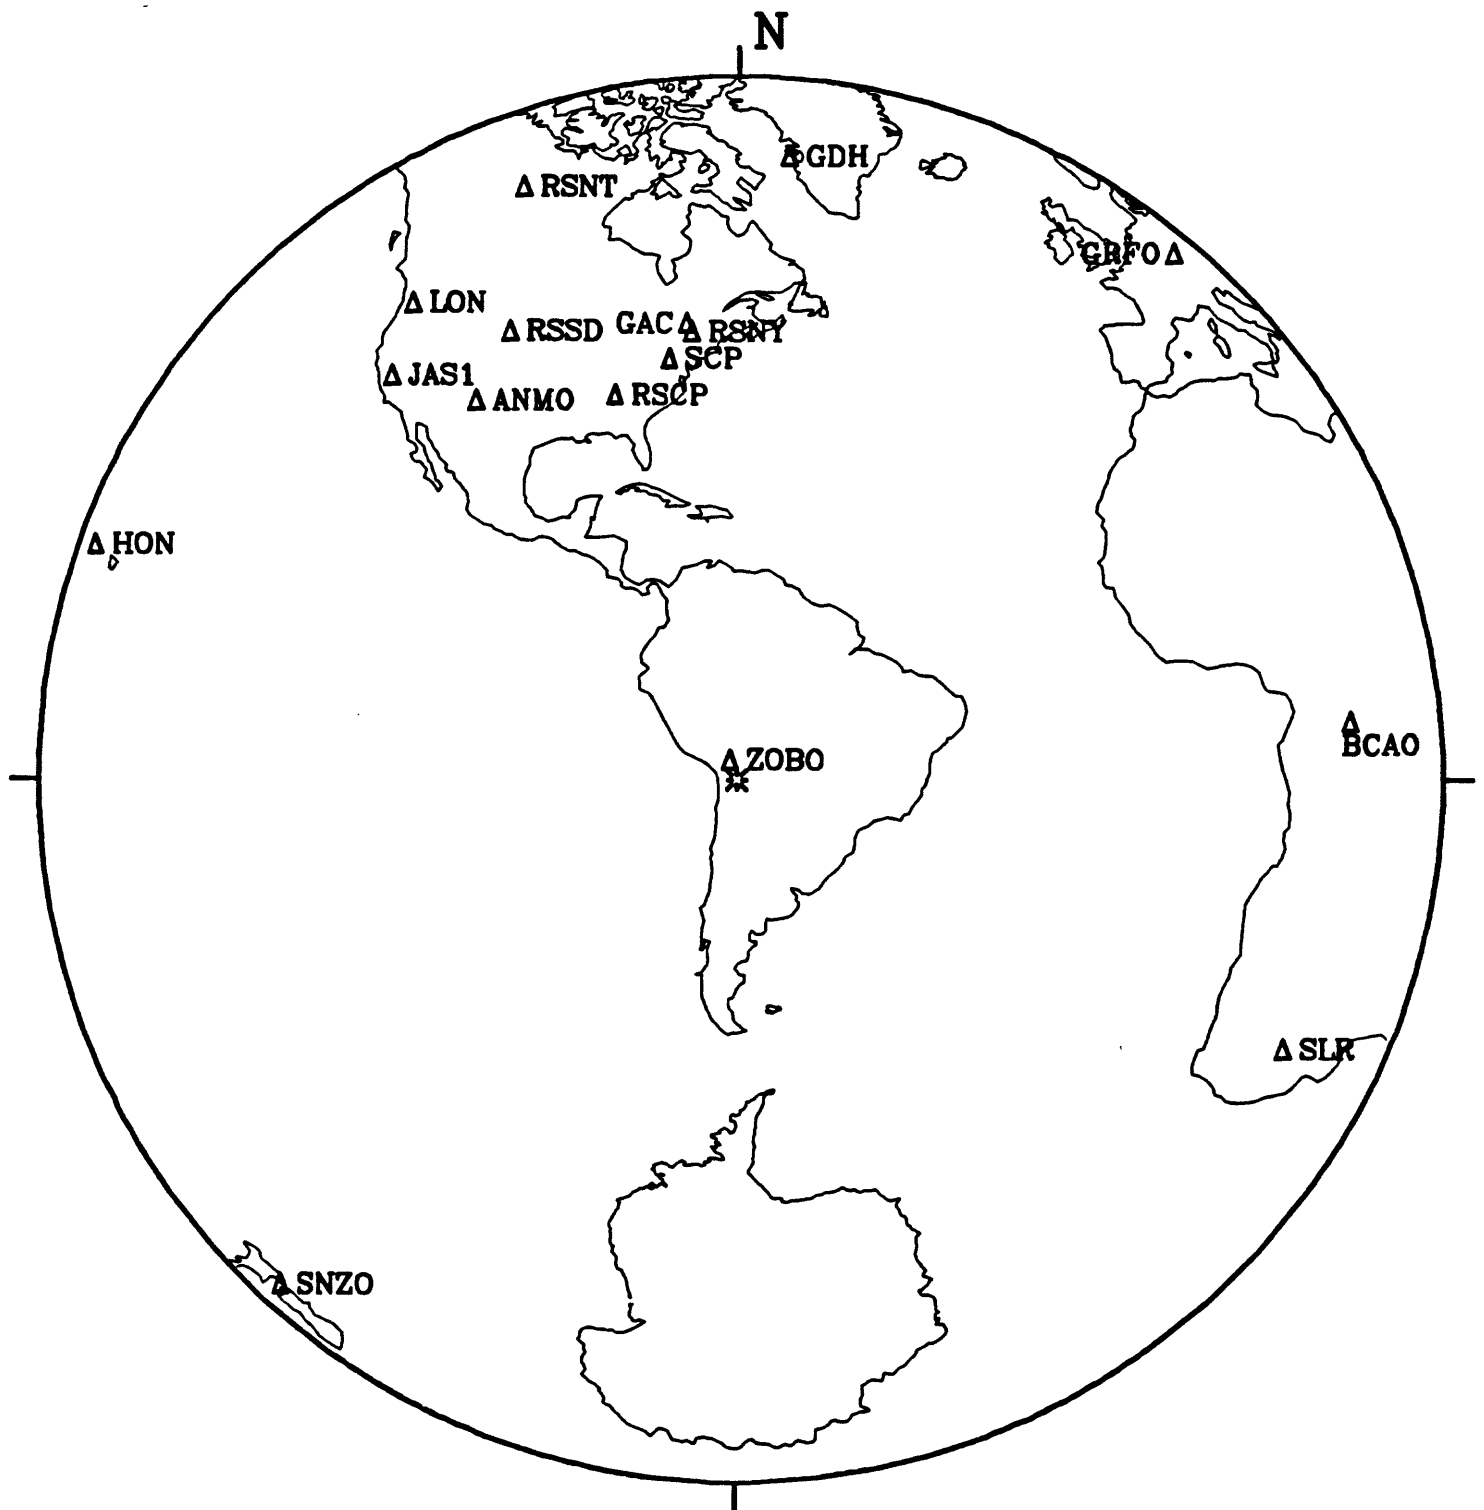 N
GDH
RSNT
GRFO
LON
RSSD
GAC
RSNY
SCP
JAS1
ANMO
RSCP
HON
BCAO
ZOBO
SLR
SNZO